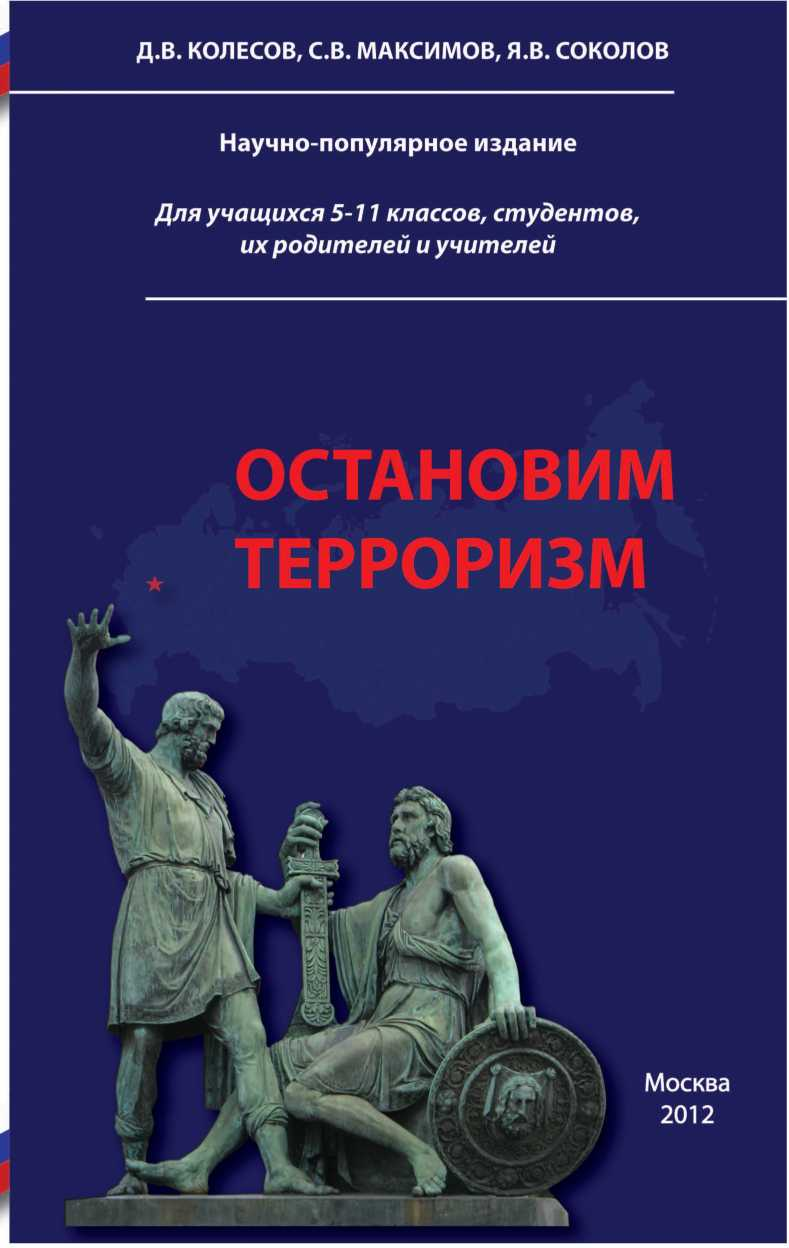 Д.В. КОЛЕСОВ, С.В. МАКСИМОВ, Я.В. СОКОЛОВ
Научно-популярное издание
Для учащихся 5-11 классов, студентов,
их родителей и учителей
ОСТАНОВИМ
ТЕРРОРИЗМ
Москва
2012